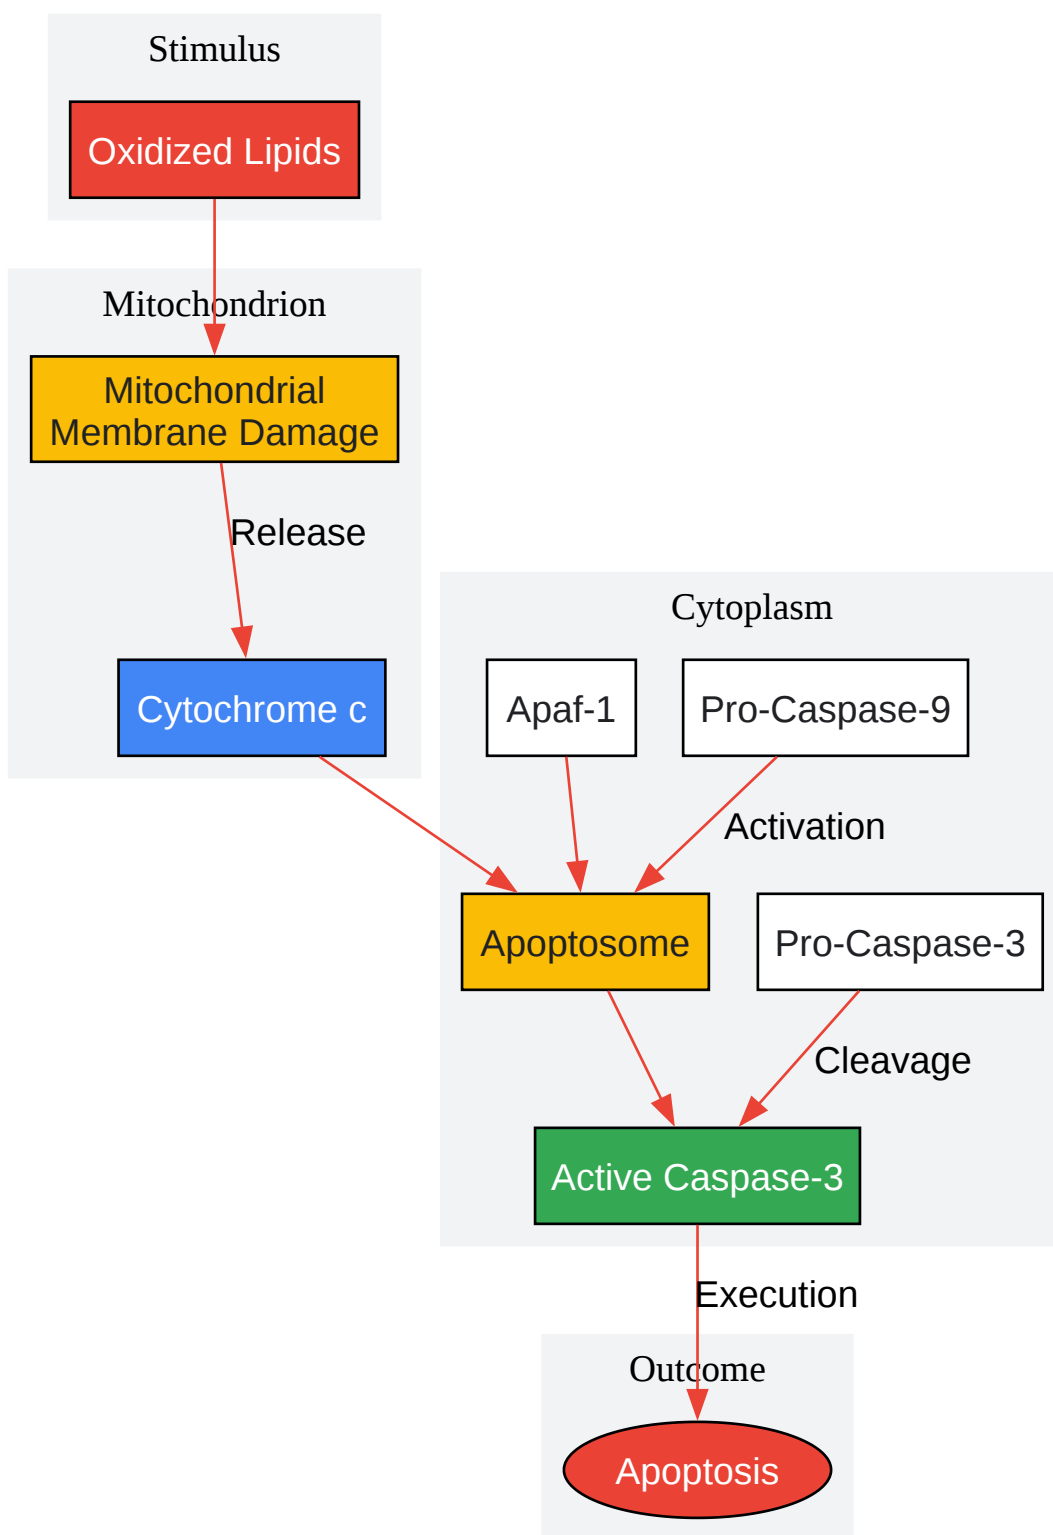 Stimulus
Oxidized Lipids
Mitochondrion
Mitochondrial
Membrane Damage
Release
Cytoplasm
Cytochrome c
Apaf-1
Pro-Caspase-9
Activation
Apoptosome
Pro-Caspase-3
Cleavage
Active Caspase-3
Execution
Outcome
Apoptosis